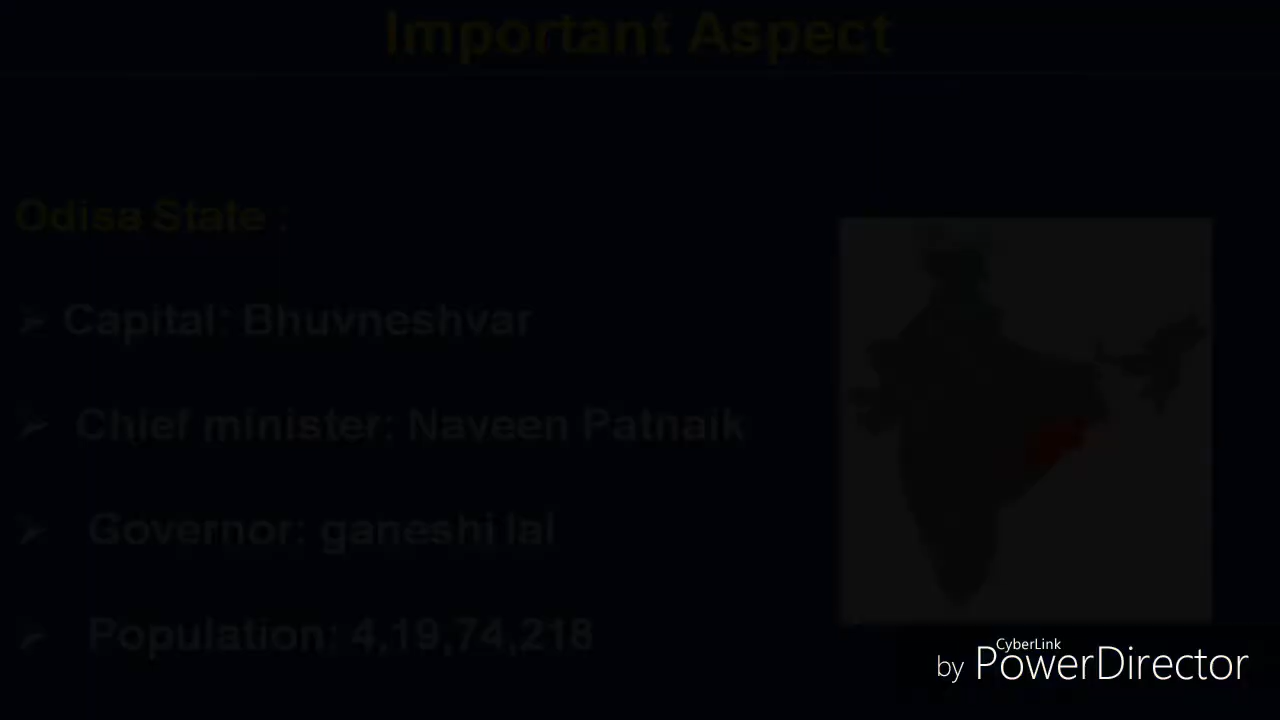 Important Aspect
Odisa State :
➢ Capital: Bhuvneshvar
➢ Chief minister: Naveen Patnaik
➢ Governor: ganeshi lal
➢ Population: 4,19,74,218
CyberLink
by PowerDirector